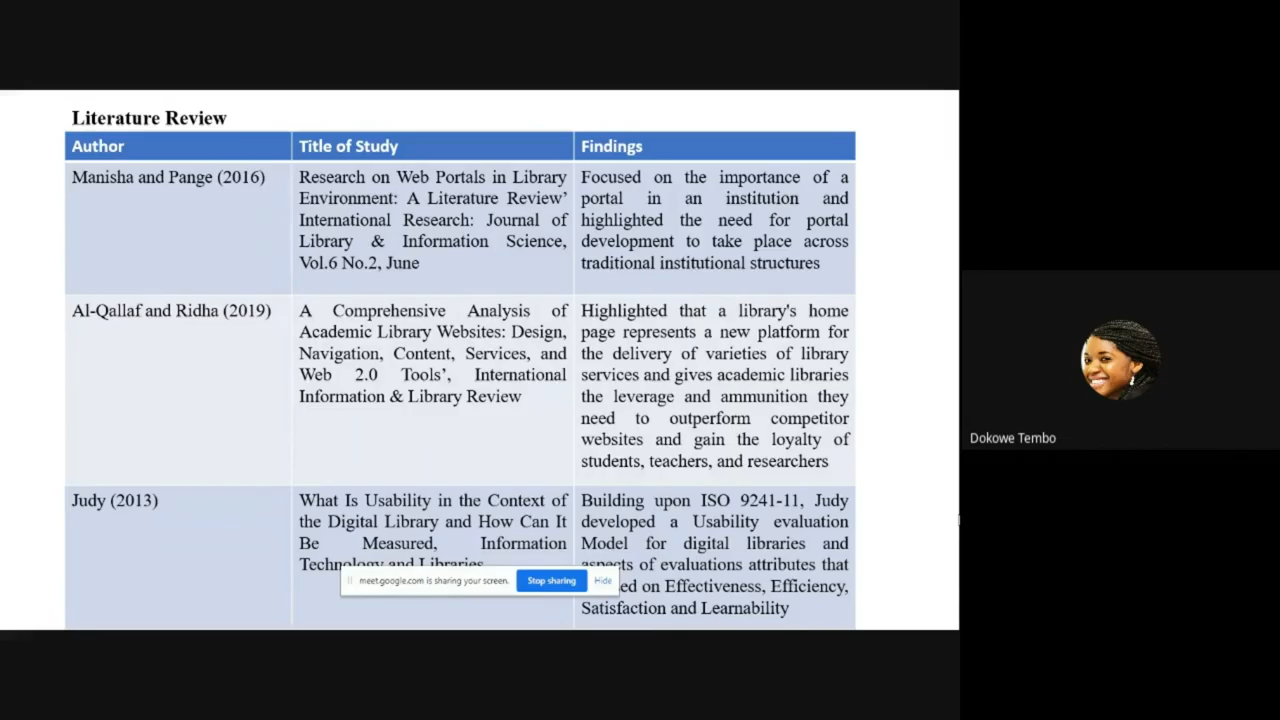 Literature Review
Author
Title of Study
Findings
Manisha and Pange (2016)
Research on Web Portals in Library
Environment: A Literature Review’
International Research: Journal of
Library & Information Science,
Vol.6 No.2, June
Focused on the importance of a
portal in an institution and
highlighted the need for portal
development to take place across
traditional institutional structures
Al-Qallaf and Ridha (2019)
A Comprehensive Analysis of
Academic Library Websites: Design,
Navigation, Content, Services, and
Web 2.0 Tools’, International
Information & Library Review
Highlighted that a library's home
page represents a new platform for
the delivery of varieties of library
services and gives academic libraries
the leverage and ammunition they
need to outperform competitor
websites and gain the loyalty of
students, teachers, and researchers
Judy (2013)
What Is Usability in the Context of
the Digital Library and How Can It
Be Measured, Information
Technology and Libraries
Building upon ISO 9241-11, Judy
developed a Usability evaluation
Model for digital libraries and
aspects of evaluations attributes that
on Effectiveness, Efficiency,
Satisfaction and Learnability
meet.google.com is sharing your screen.
Stop sharing
Hide
Dokowe Tembo